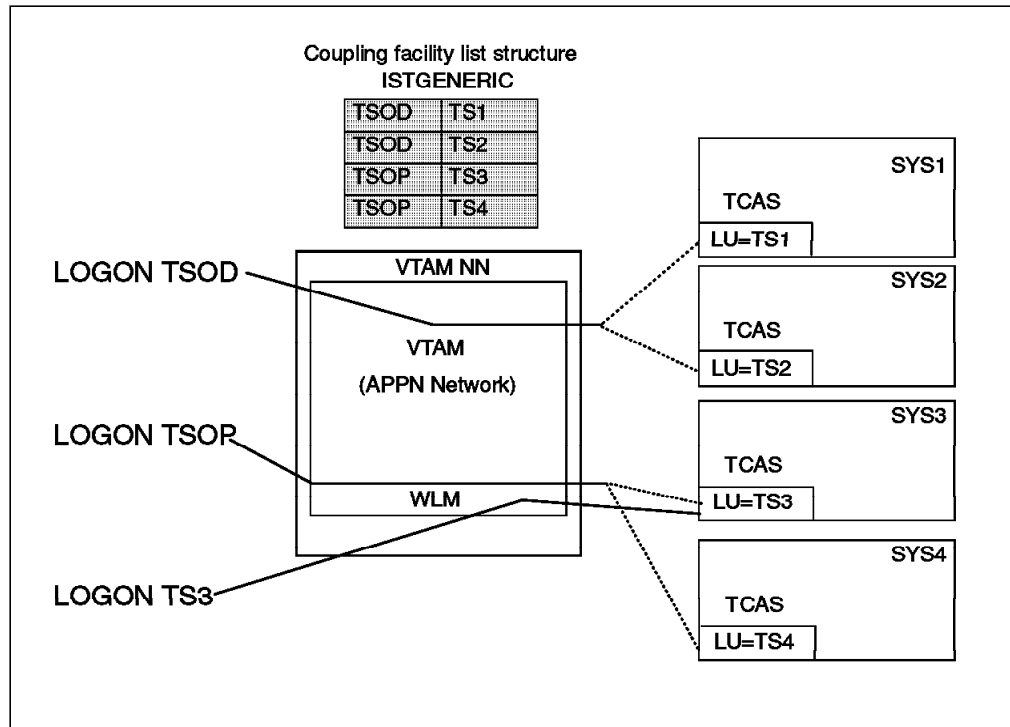 Coupling facility list structure
ISTGENERIC
TSOD TS1
TSOD TS2
TSOP TS3
TSOP TS4
LOGON TSOD
LOGON TSOP
LOGON TS3
VTAM NN
VTAM
(APPN Network)
WLM
SYS1
TCAS
LU=TS1
SYS2
TCAS
LU=TS2
SYS3
TCAS
LU=TS3
SYS4
TCAS
LU=TS4